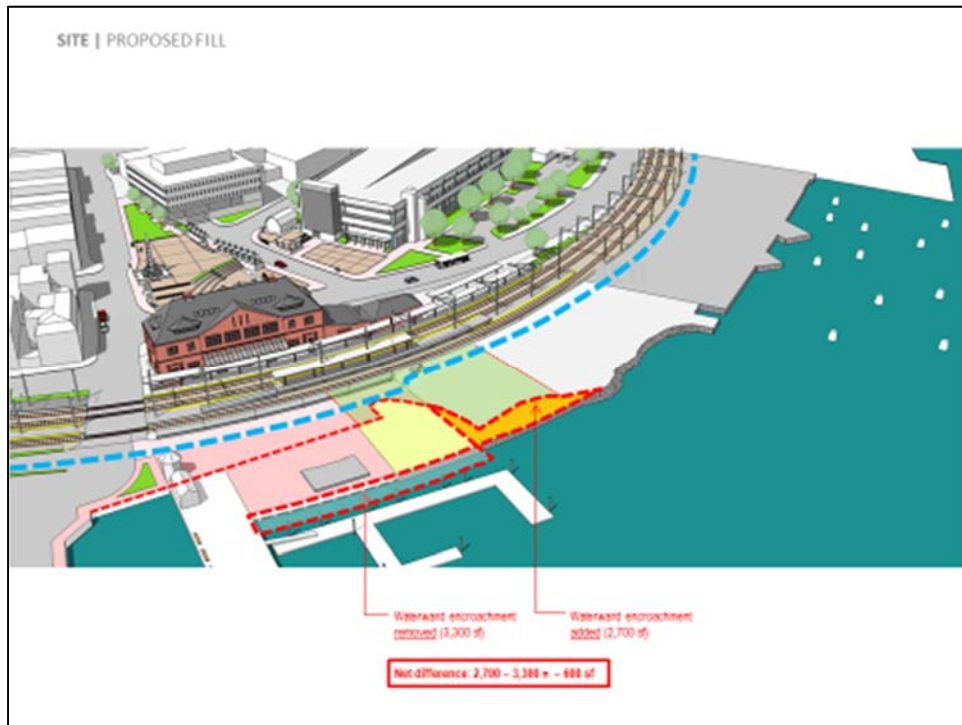 SITE | PROPOSED FILL
Waterward encroachment
removed (3,300 sf)
Waterward encroachment
added (2,700 sf)
Net difference: 2,700 – 3,300 = – 600 sf